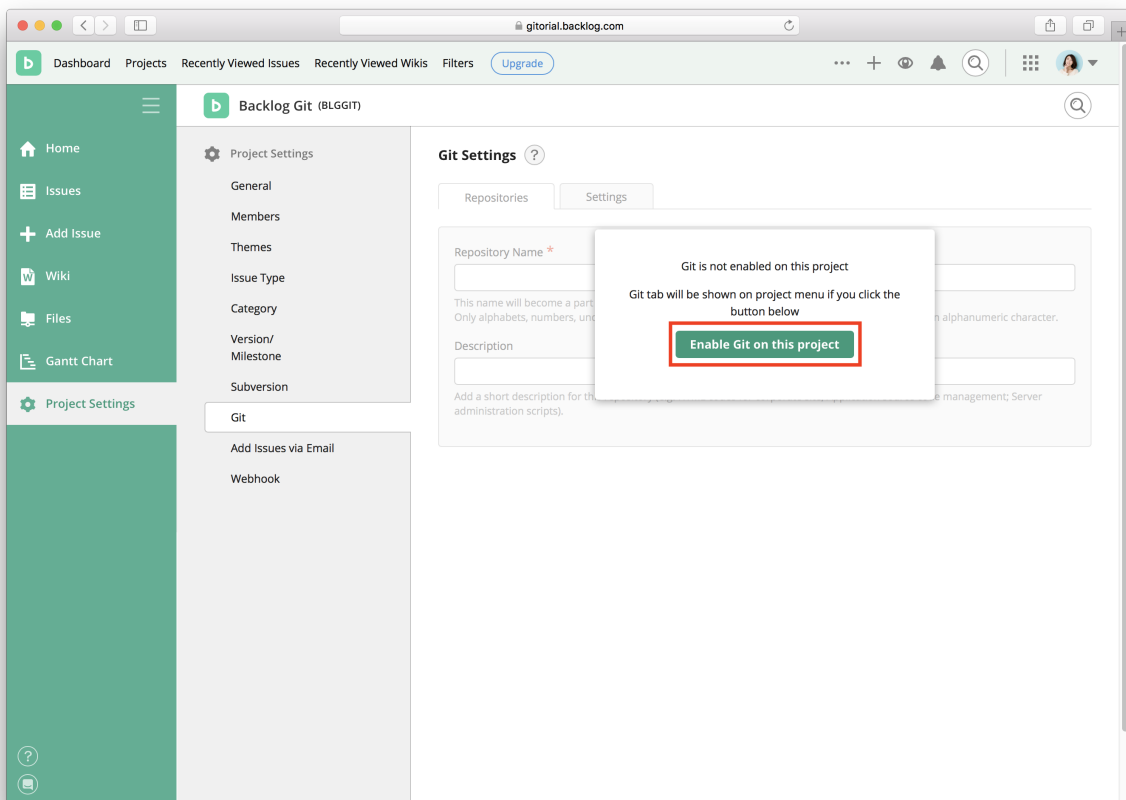 gitorial.backlog.com
Dashboard Projects Recently Viewed Issues Recently Viewed Wikis Filters Upgrade
Backlog Git (BLGGIT)
Home
Issues
Add Issue
Wiki
Files
Gantt Chart
Project Settings
Project Settings
General
Members
Themes
Issue Type
Category
Version/
Milestone
Subversion
Git
Add Issues via Email
Webhook
Git Settings ?
Repositories Settings
Repository Name *
This name will become a part
Only alphabets, numbers, alphanumeric character.
Description
Add a short description for management; Server
administration scripts).
Git is not enabled on this project
Git tab will be shown on project menu if you click the
button below
Enable Git on this project
?